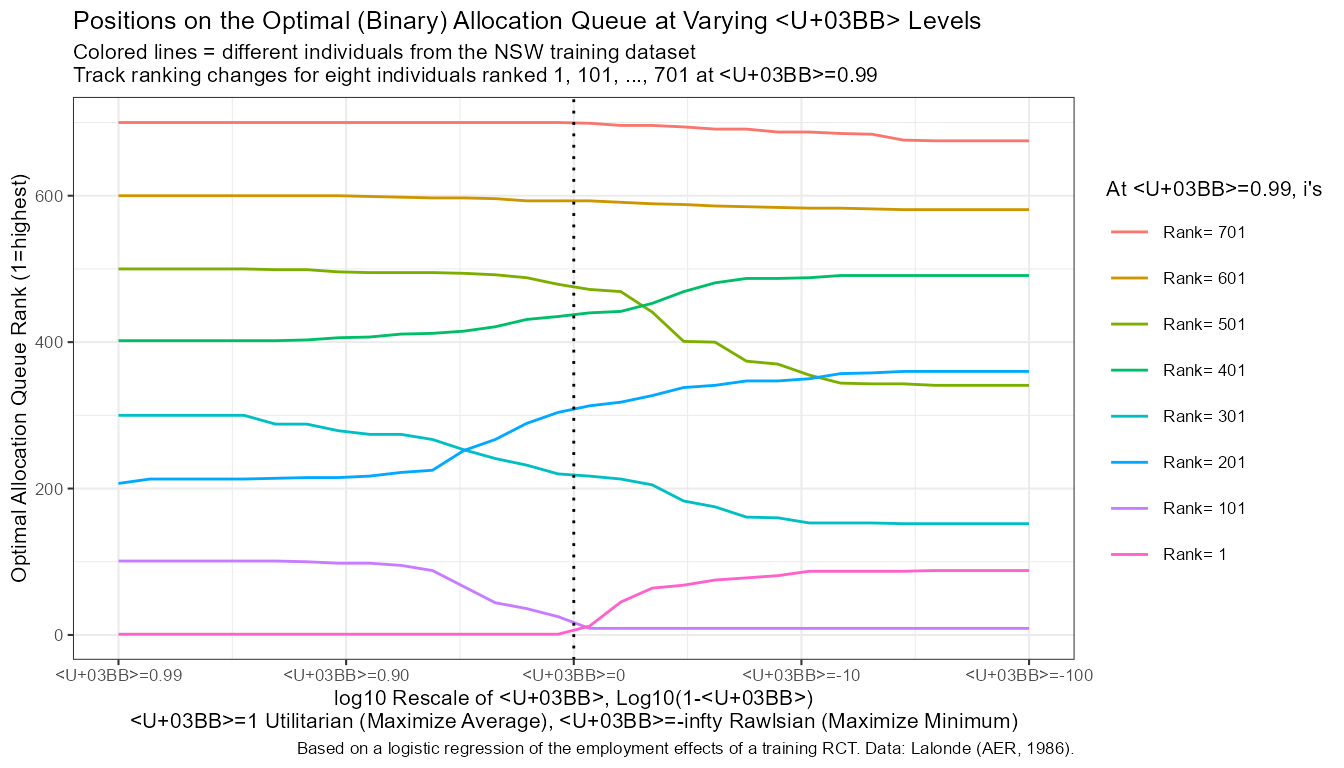 Positions on the Optimal (Binary) Allocation Queue at Varying <U+03BB> Levels
Colored lines = different individuals from the NSW training dataset
Track ranking changes for eight individuals ranked 1, 101, ..., 701 at <U+03BB>=0.99
Optimal Allocation Queue Rank (1=highest)
600
400
200
0
<U+03BB>=0.99
<U+03BB>=0.90
<U+03BB>=0
<U+03BB>=-10
<U+03BB>=-100
log10 Rescale of <U+03BB>, Log10(1-<U+03BB>)
<U+03BB>=1 Utilitarian (Maximize Average), <U+03BB>=-infty Rawlsian (Maximize Minimum)
Based on a logistic regression of the employment effects of a training RCT. Data: Lalonde (AER, 1986).
At <U+03BB>=0.99, i's
Rank= 701
Rank= 601
Rank= 501
Rank= 401
Rank= 301
Rank= 201
Rank= 101
Rank= 1